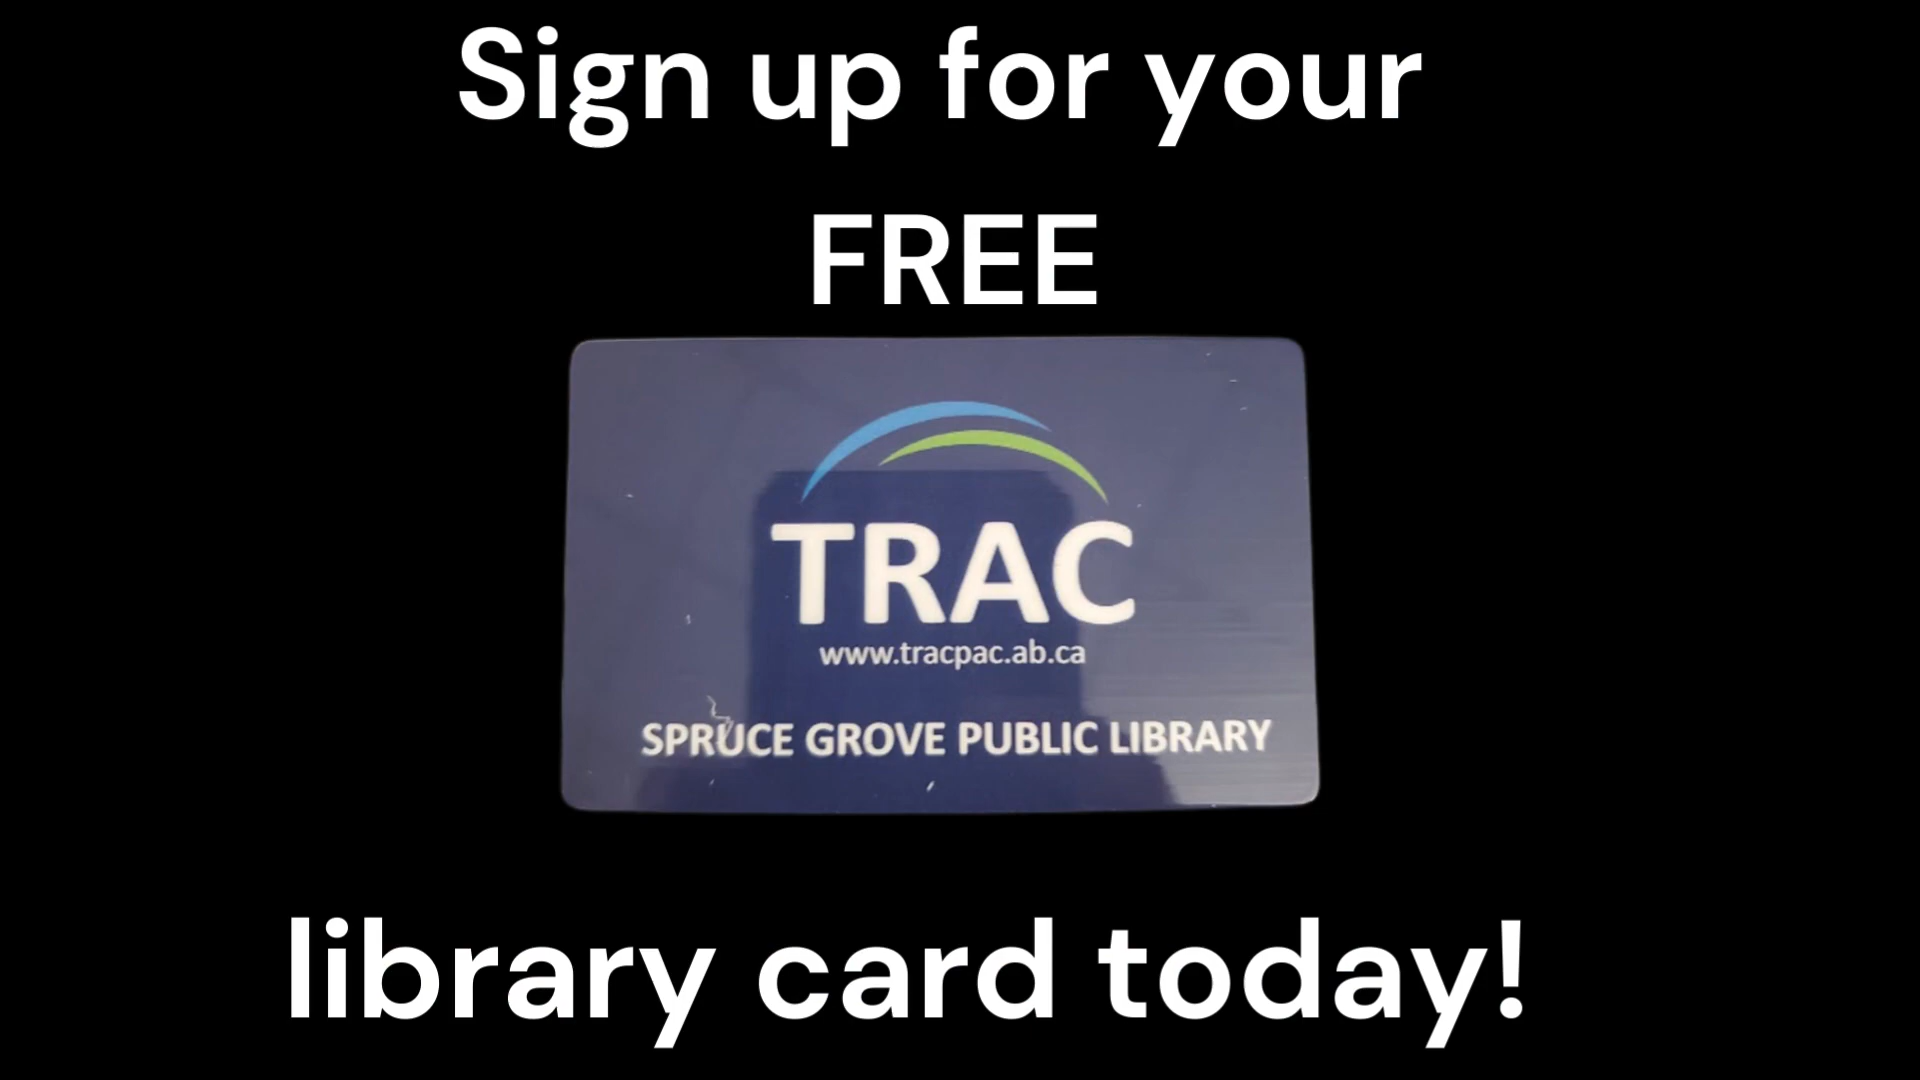 Sign up for your
FREE
TRAC
www.tracpac.ab.ca
SPRUCE GROVE PUBLIC LIBRARY
library card today!